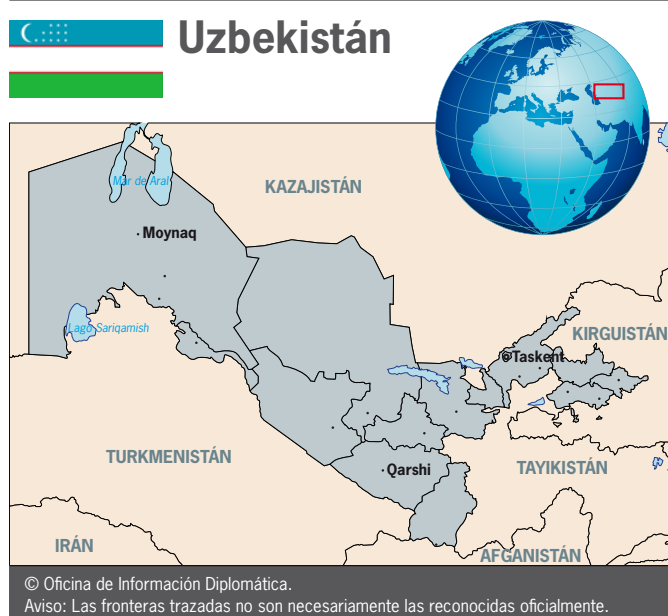 Uzbekistán
Mar de Aral
KAZAJISTÁN
Moynaq
Lago Sariqamish
KIRGUISTÁN
Taskent
TURKMENISTÁN
Qarshi
TAYIKISTÁN
IRÁN
AFGANISTÁN
© Oficina de Información Diplomática.
Aviso: Las fronteras trazadas no son necesariamente las reconocidas oficialmente.